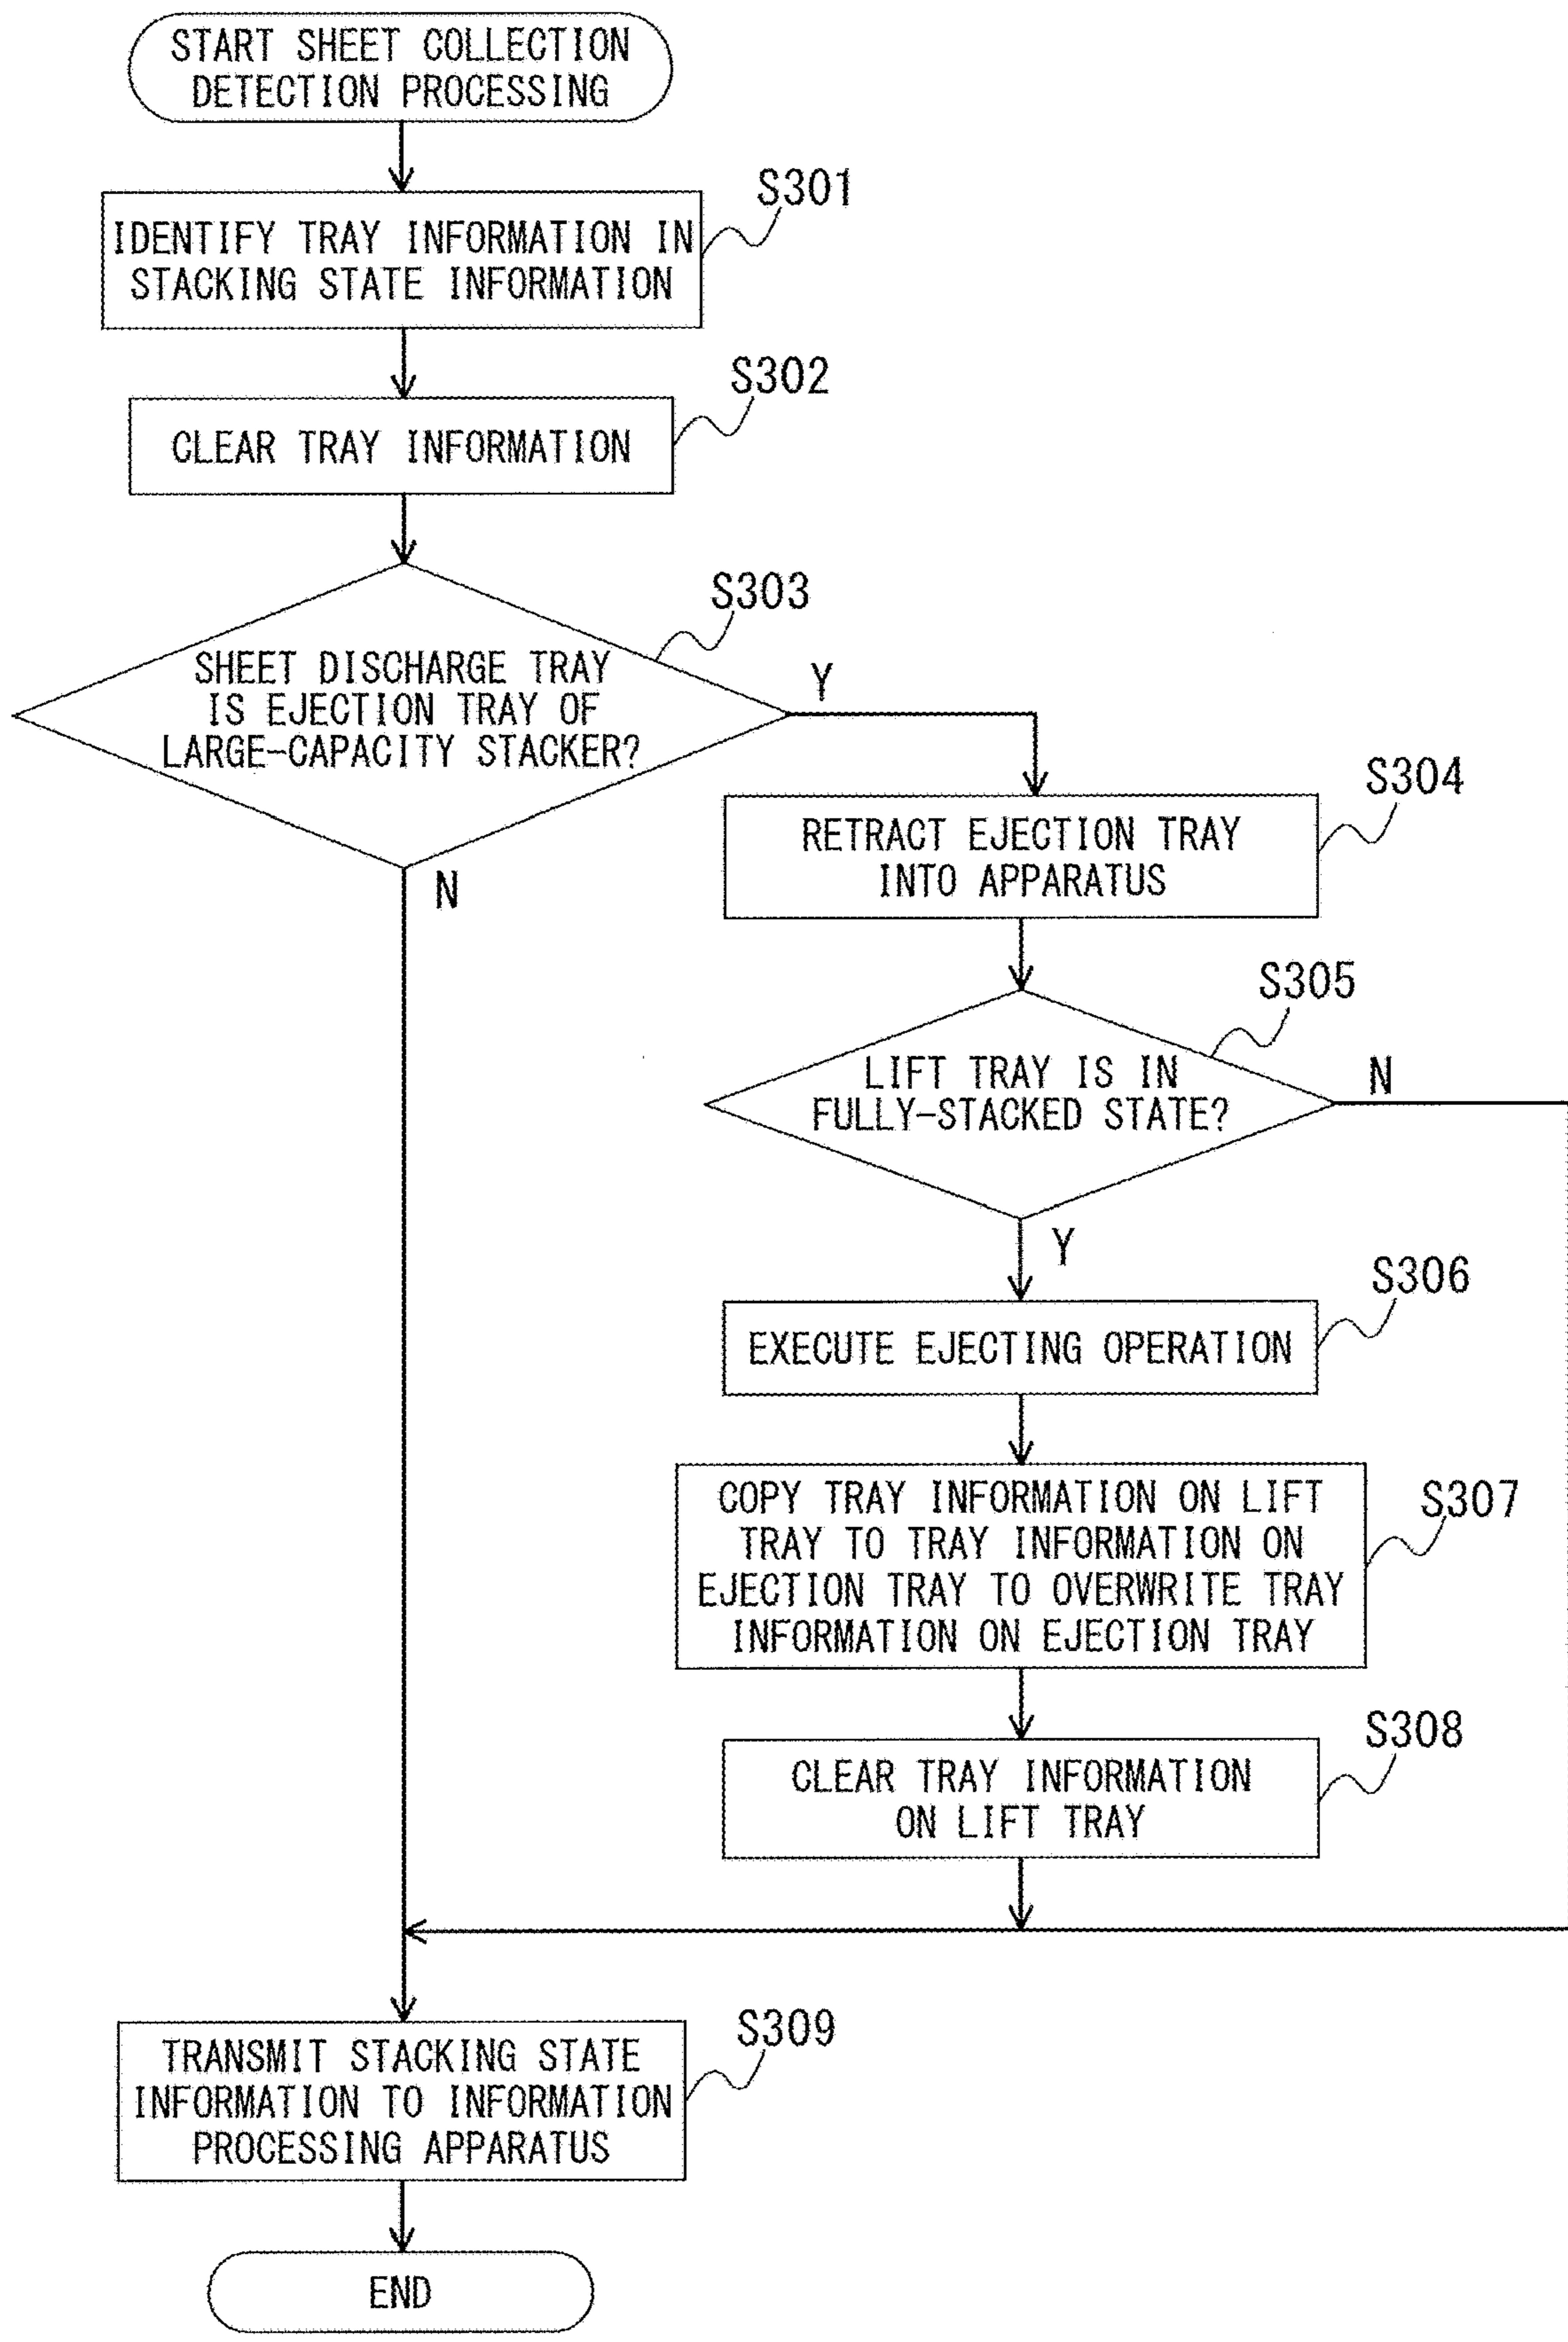 START SHEET COLLECTION
DETECTION PROCESSING
S301
IDENTIFY TRAY INFORMATION IN
STACKING STATE INFORMATION
S302
CLEAR TRAY INFORMATION
S303
SHEET DISCHARGE TRAY
IS EJECTION TRAY OF
LARGE-CAPACITY STACKER?
Y
N
S304
RETRACT EJECTION TRAY
INTO APPARATUS
S305
LIFT TRAY IS IN
FULLY-STACKED STATE?
N
Y
S306
EXECUTE EJECTING OPERATION
S307
COPY TRAY INFORMATION ON LIFT
TRAY TO TRAY INFORMATION ON
EJECTION TRAY TO OVERWRITE TRAY
INFORMATION ON EJECTION TRAY
S308
CLEAR TRAY INFORMATION
ON LIFT TRAY
S309
TRANSMIT STACKING STATE
INFORMATION TO INFORMATION
PROCESSING APPARATUS
END